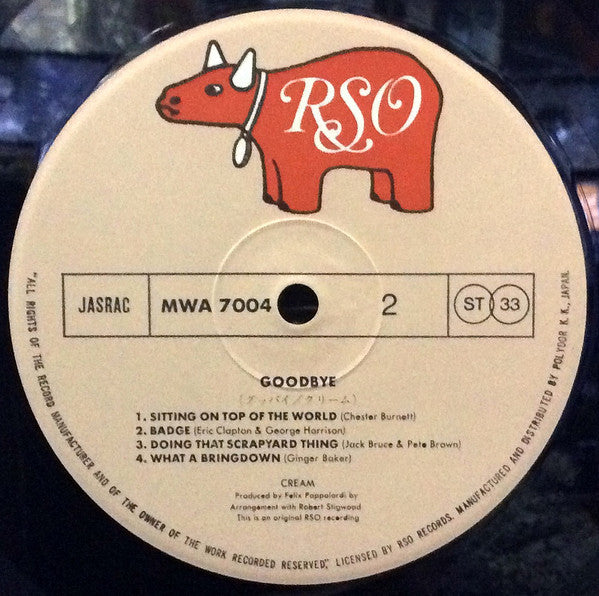 RSO
JASRAC
MWA 7004
2
ST 33
GOODBYE
(グッバイ/クリーム)
1. SITTING ON TOP OF THE WORLD (Chester Burnett)
2. BADGE (Eric Clapton & George Harrison)
3. DOING THAT SCRAPYARD THING (Jack Bruce & Pete Brown)
4. WHAT A BRINGDOWN (Ginger Baker)
CREAM
Produced by Felix Pappalardi by
Arrangement with Robert Stigwood
This is an original RSO recording
"ALL RIGHTS OF THE RECORD MANUFACTURER AND OF THE OWNER OF THE WORK RECORDED RESERVED," LICENSED BY RSO RECORDS. MANUFACTURED AND DISTRIBUTED BY POLYDOR K. K., JAPAN.